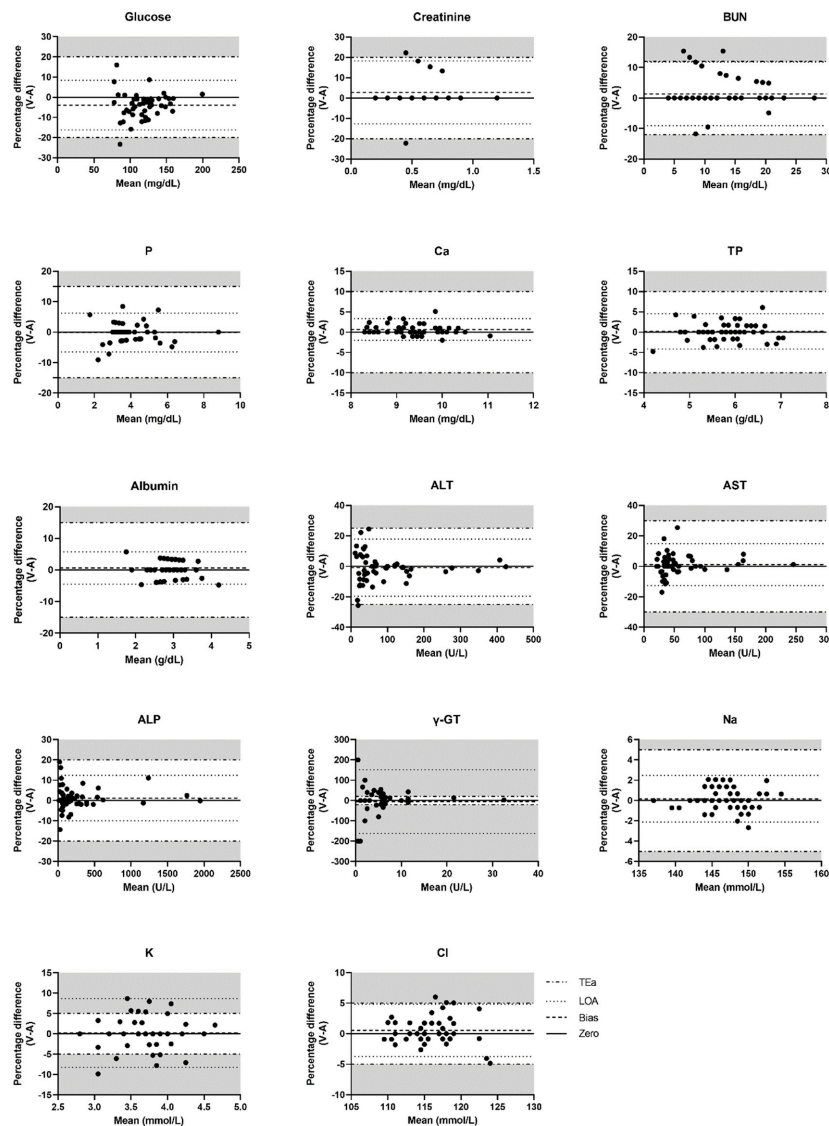 Glucose
Percentage difference
(V-A)
30
20
10
0
-10
-20
-30
0 50 100 150 200 250
Mean (mg/dL)
Creatinine
Percentage difference
(V-A)
30
20
10
0
-10
-20
-30
0.0 0.5 1.0 1.5
Mean (mg/dL)
BUN
Percentage difference
(V-A)
20
10
0
-10
-20
0 5 10 15 20 25 30
Mean (mg/dL)
P
Percentage difference
(V-A)
20
10
0
-10
-20
0 2 4 6 8 10
Mean (mg/dL)
Ca
Percentage difference
(V-A)
15
10
5
0
-5
-10
-15
8 9 10 11 12
Mean (mg/dL)
TP
Percentage difference
(V-A)
15
10
5
0
-5
-10
-15
4 5 6 7 8
Mean (g/dL)
Albumin
Percentage difference
(V-A)
20
10
0
-10
-20
0 1 2 3 4 5
Mean (g/dL)
ALT
Percentage difference
(V-A)
40
20
0
-20
-40
0 100 200 300 400 500
Mean (U/L)
AST
Percentage difference
(V-A)
40
20
0
-20
-40
0 50 100 150 200 250 300
Mean (U/L)
ALP
Percentage difference
(V-A)
30
20
10
0
-10
-20
-30
0 500 1000 1500 2000 2500
Mean (U/L)
γ-GT
Percentage difference
(V-A)
300
200
100
0
-100
-200
-300
0 10 20 30 40
Mean (U/L)
Na
Percentage difference
(V-A)
6
4
2
0
-2
-4
-6
135 140 145 150 155 160
Mean (mmol/L)
K
Percentage difference
(V-A)
15
10
5
0
-5
-10
-15
2.5 3.0 3.5 4.0 4.5 5.0
Mean (mmol/L)
Cl
Percentage difference
(V-A)
10
5
0
-5
-10
105 110 115 120 125 130
Mean (mmol/L)
TEa
LOA
Bias
Zero